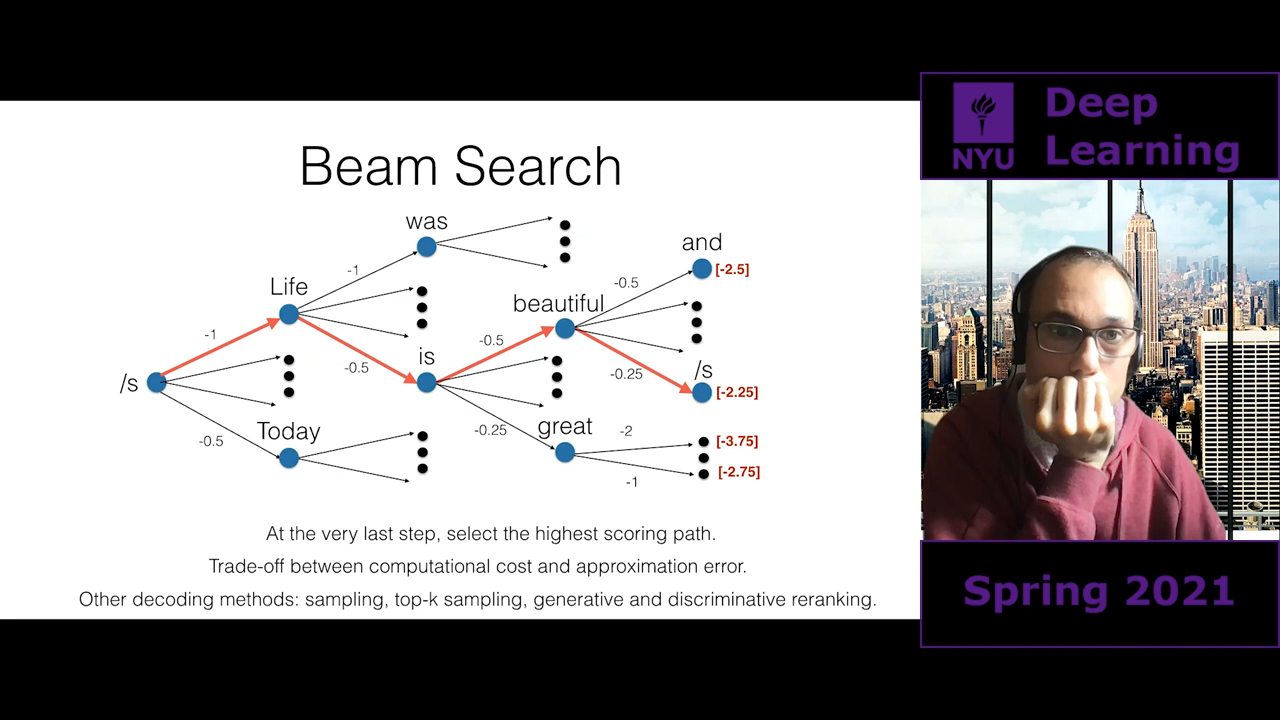 Beam Search
was
and
-1
-0.5
[-2.5]
Life
beautiful
-1
-0.5
is
/s
/s
-0.5
-0.25
[-2.25]
Today
great
-0.5
-0.25
-2
[-3.75]
[-2.75]
-1
At the very last step, select the highest scoring path.
Trade-off between computational cost and approximation error.
Other decoding methods: sampling, top-k sampling, generative and discriminative reranking.
NYU
Deep
Learning
Spring 2021